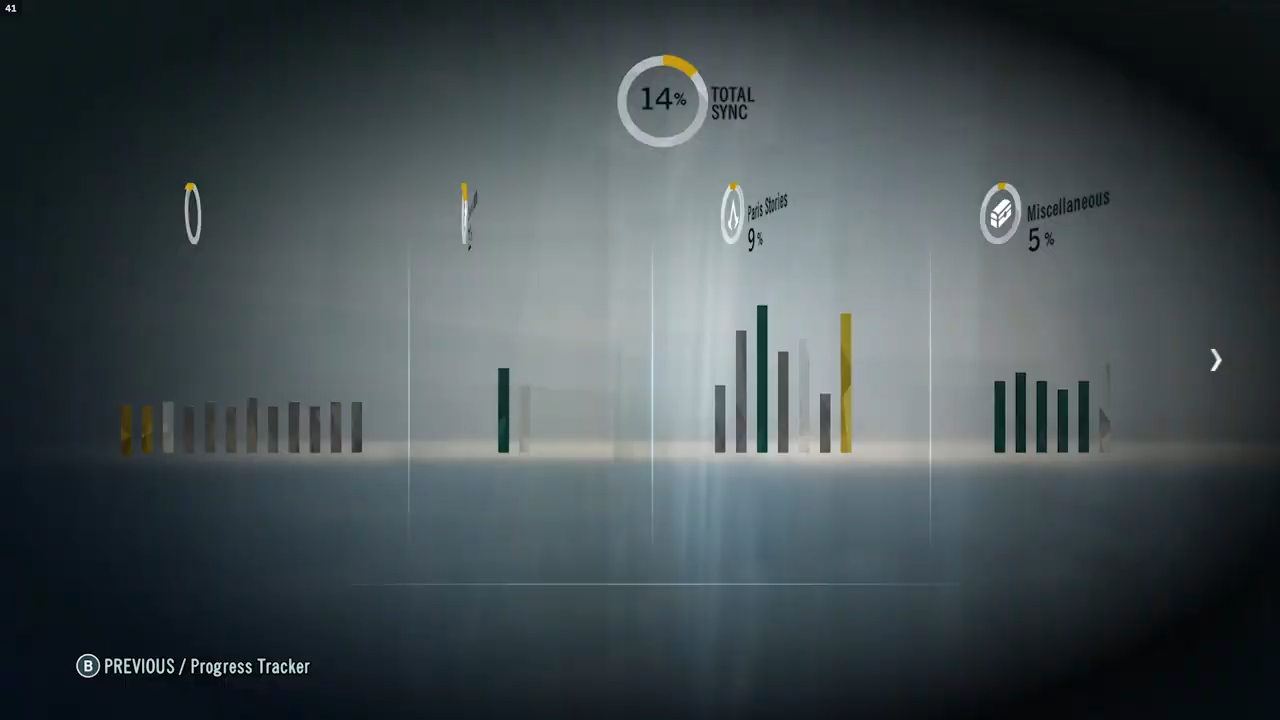 41
14%
TOTAL
SYNC
Paris Stories
9%
Miscellaneous
5%
B PREVIOUS / Progress Tracker